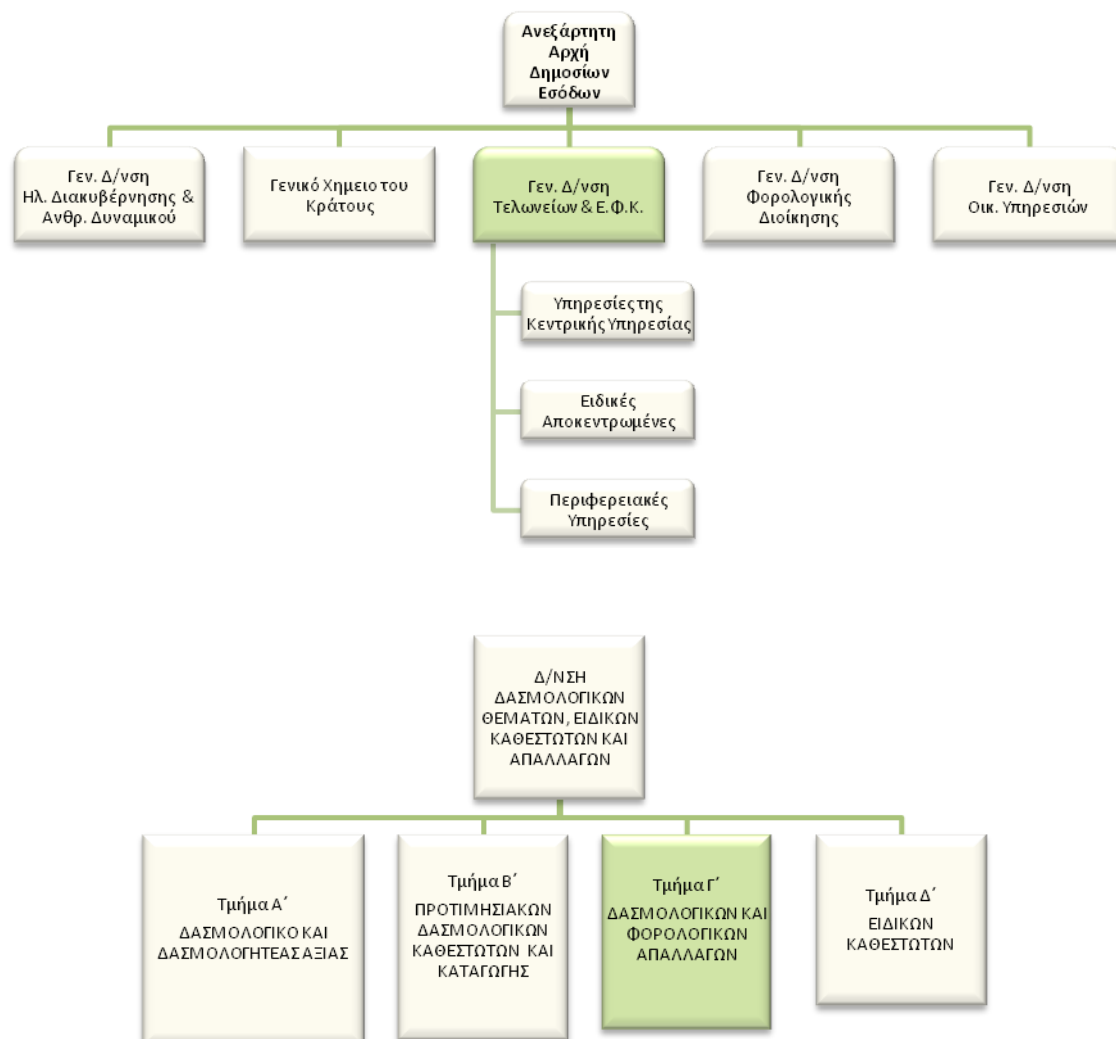 Ανεξάρτητη
Αρχή
Δημοσίων
Εσόδων
Γεν. Δ/νση
Ηλ. Διακυβέρνησης &
Ανθρ. Δυναμικού
Γενικό Χημειο του
Κράτους
Γεν. Δ/νση
Τελωνείων & Ε.Φ.Κ.
Γεν. Δ/νση
Φορολογικής
Διοίκησης
Γεν. Δ/νση
Οικ. Υπηρεσιών
Υπηρεσίες της
Κεντρικής Υπηρεσίας
Ειδικές
Αποκεντρωμένες
Περιφερειακές
Υπηρεσίες
Δ/ΝΣΗ
ΔΑΣΜΟΛΟΓΙΚΩΝ
ΘΕΜΑΤΩΝ, ΕΙΔΙΚΩΝ
ΚΑΘΕΣΤΩΤΩΝ ΚΑΙ
ΑΠΑΛΛΑΓΩΝ
Τμήμα Α΄
ΔΑΣΜΟΛΟΓΙΚΟ ΚΑΙ
ΔΑΣΜΟΛΟΓΗΤΕΑΣ ΑΞΙΑΣ
Τμήμα Β΄
ΠΡΟΤΙΜΗΣΙΑΚΩΝ
ΔΑΣΜΟΛΟΓΙΚΩΝ
ΚΑΘΕΣΤΩΤΩΝ ΚΑΙ
ΚΑΤΑΓΩΓΗΣ
Τμήμα Γ΄
ΔΑΣΜΟΛΟΓΙΚΩΝ ΚΑΙ
ΦΟΡΟΛΟΓΙΚΩΝ
ΑΠΑΛΛΑΓΩΝ
Τμήμα Δ΄
ΕΙΔΙΚΩΝ
ΚΑΘΕΣΤΩΤΩΝ